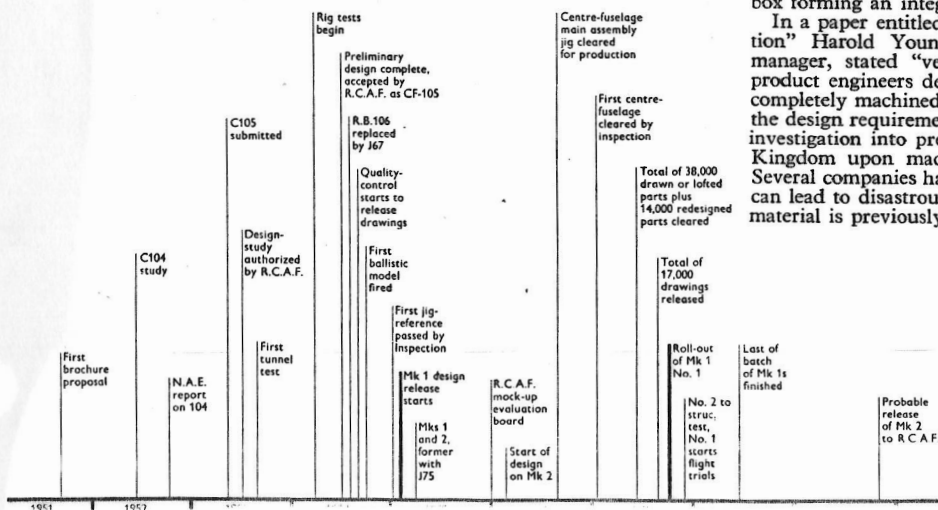 First
brochure
proposal
C104
study
N.A.E.
report
on 104
C105
submitted
Design-
study
authorized
by R.C.A.F.
First
tunnel
test
Rig tests
begin
Preliminary
design complete,
accepted by
R.C.A.F. as CF-105
R.B.106
replaced
by J67
Quality-
control
starts to
release
drawings
First
ballistic
model
fired
First jig-
reference
passed by
Inspection
Mk 1 design
release
starts
Mks 1
and 2,
former
with
J75
R.C.A.F.
mock-up
evaluation
board
Start of
design
on Mk 2
Centre-fuselage
main assembly
jig cleared
for production
First centre-
fuselage
cleared by
inspection
Total of 38,000
drawn or lofted
parts plus
14,000 redesigned
parts cleared
Total of
17,000
drawings
released
Roll-out
of Mk 1
No. 1
No. 2 to
struc.
test,
No. 1
starts
flight
trials
Last of
batch
of Mk 1s
finished
Probable
release
of Mk 2
to R C A F
1951
1952
box forming an
In a paper entitled
tion" Harold Youn
manager, stated "ve
product engineers de
completely machined
the design requireme
investigation into pr
Kingdom upon mac
Several companies ha
can lead to disastrou
material is previously